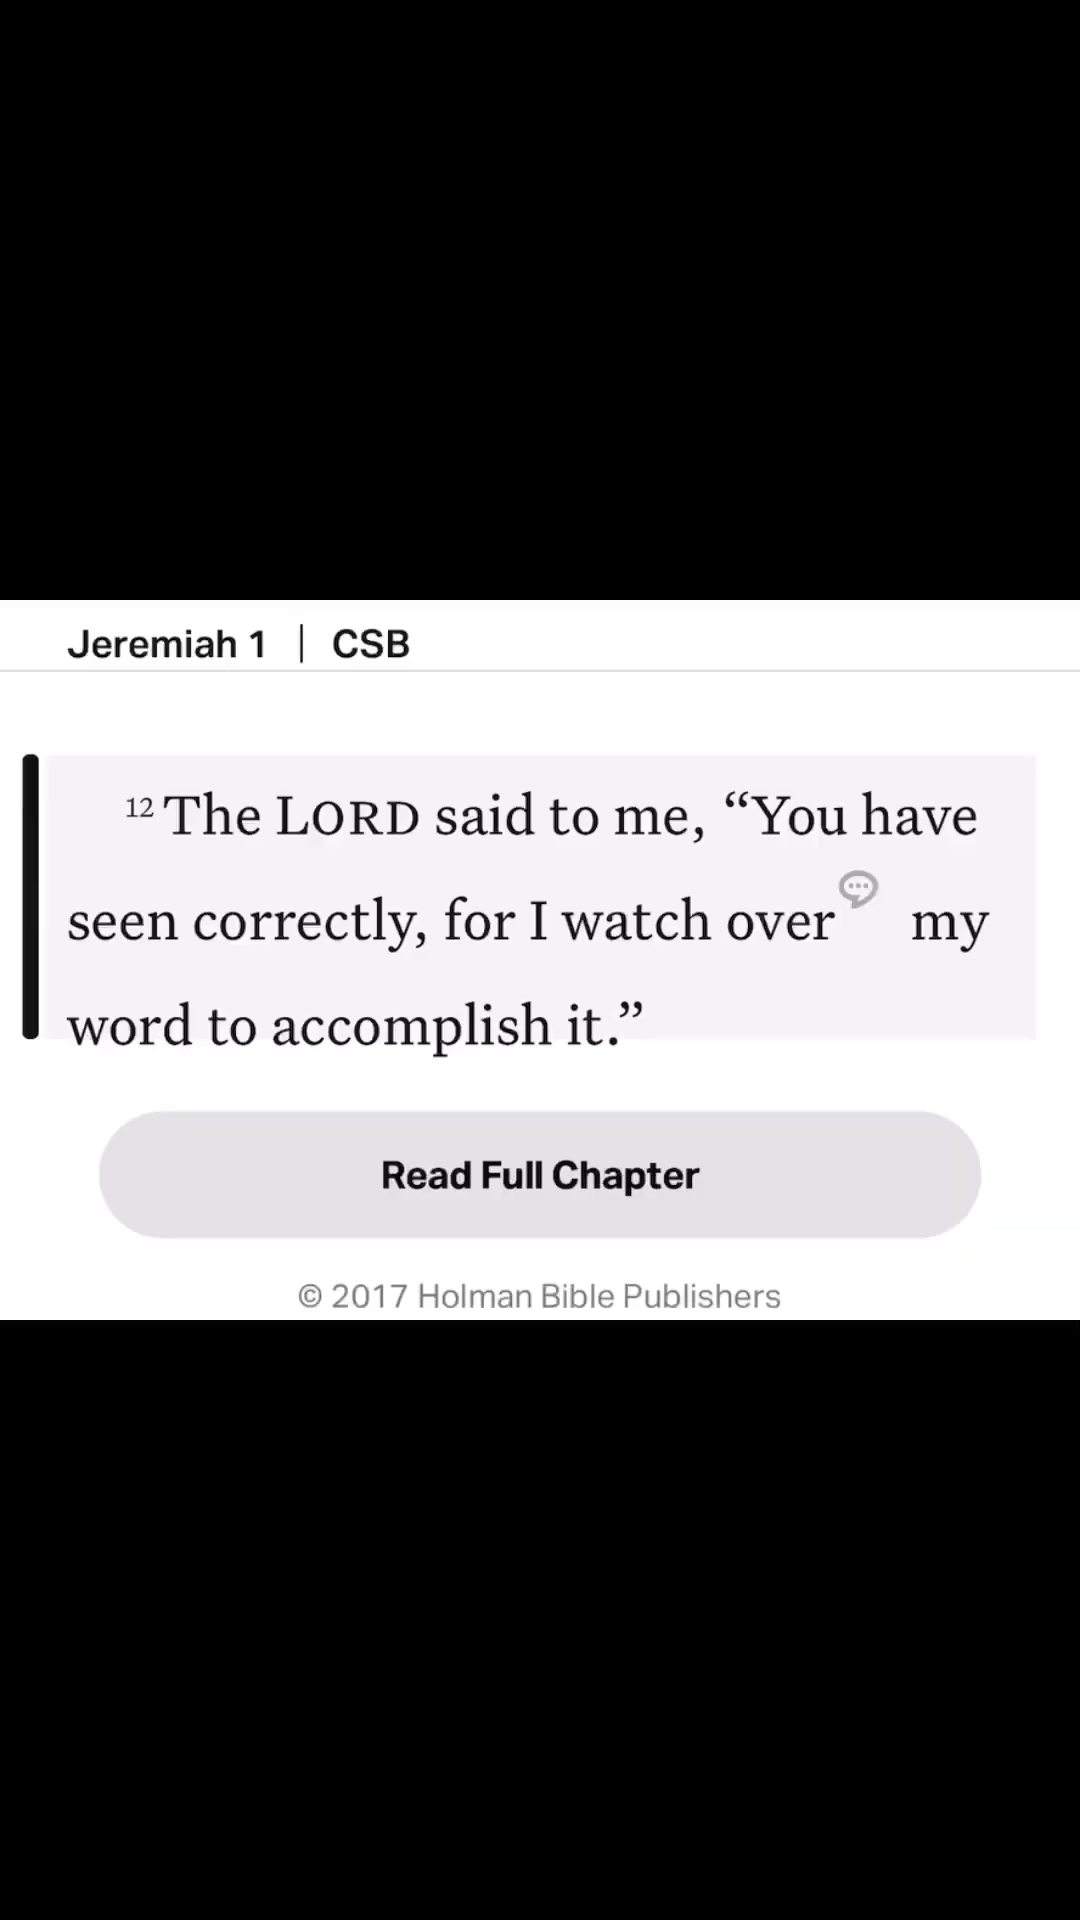 Jeremiah 1 | CSB
12 The LORD said to me, “You have
seen correctly, for I watch over my
word to accomplish it.”
Read Full Chapter
© 2017 Holman Bible Publishers